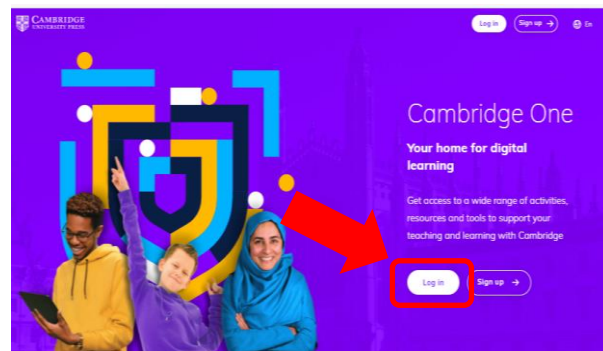 CAMBRIDGE
UNIVERSITY PRESS
Log in
Sign up →
En
Cambridge One
Your home for digital
learning
Get access to a wide range of activities,
resources and tools to support your
teaching and learning with Cambridge
Log in
Sign up →